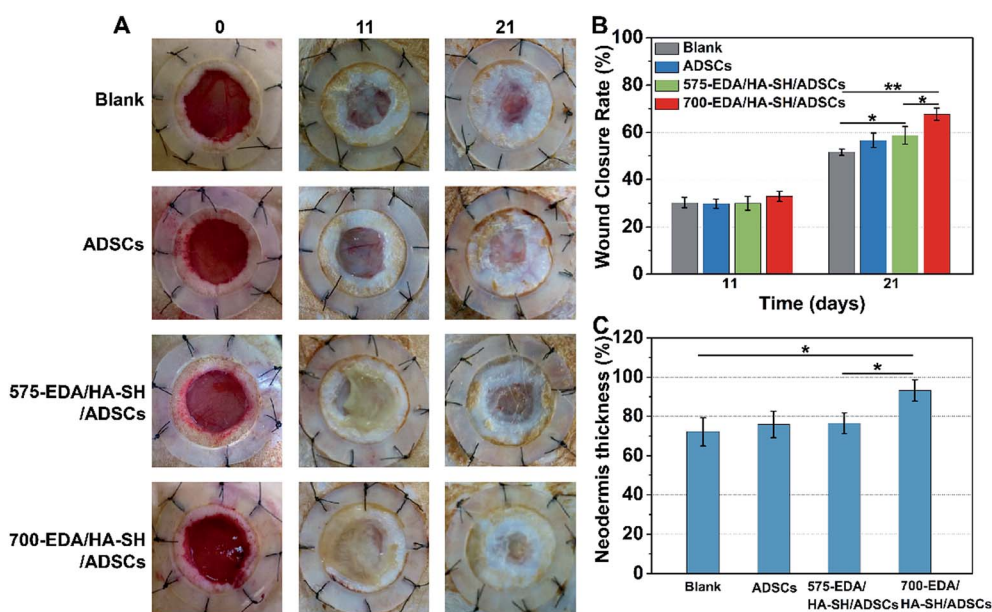 A
0
11
21
Blank
ADSCs
575-EDA/HA-SH
/ADSCs
700-EDA/HA-SH
/ADSCs
B
Wound Closure Rate (%)
100
80
60
40
20
0
Blank
ADSCs
575-EDA/HA-SH/ADSCs
700-EDA/HA-SH/ADSCs
**
*
*
11
21
Time (days)
C
Neodermis thickness (%)
120
100
80
60
40
20
0
*
*
Blank
ADSCs
575-EDA/
HA-SH/ADSCs
700-EDA/
HA-SH/ADSCs